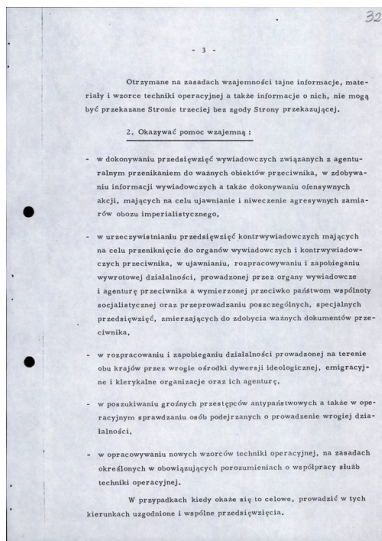 32
- 3 -
Otrzymane na zasadach wzajemności tajne informacje, mate-
riały i wzorce techniki operacyjnej a także informacje o nich, nie mogą
być przekazane Stronie trzeciej bez zgody Strony przekazującej.
2. Okazywać pomoc wzajemną :
- w dokonywaniu przedsięwzięć wywiadowczych związanych z agentu-
ralnym przenikaniem do ważnych obiektów przeciwnika, w zdobywa-
niu informacji wywiadowczych a także dokonywaniu ofensywnych
akcji, mających na celu ujawnianie i niweczenie agresywnych zamia-
rów obozu imperialistycznego,
- w urzeczywistnianiu przedsięwzięć kontrwywiadowczych mających
na celu przeniknięcie do organów wywiadowczych i kontrwywiadow-
czych przeciwnika, w ujawnianiu, rozpracowywaniu i zapobieganiu
wywrotowej działalności, prowadzonej przez organy wywiadowcze
i agenturę przeciwnika a wymierzonej przeciwko państwom wspólnoty
socjalistycznej oraz przeprowadzaniu poszczególnych, specjalnych
przedsięwzięć, zmierzających do zdobycia ważnych dokumentów prze-
ciwnika,
- w rozpracowaniu i zapobieganiu działalności prowadzonej na terenie
obu krajów przez wrogie ośrodki dywersji ideologicznej, emigracyj-
ne i klerykalne organizacje oraz ich agenturę,
- w poszukiwaniu groźnych przestępców antypaństwowych a także w ope-
racyjnym sprawdzaniu osób podejrzanych o prowadzenie wrogiej dzia-
łalności,
- w opracowywaniu nowych wzorców techniki operacyjnej, na zasadach
określonych w obowiązujących porozumieniach o współpracy służb
techniki operacyjnej.
W przypadkach kiedy okaże się to celowe, prowadzić w tych
kierunkach uzgodnione i wspólne przedsięwzięcia.